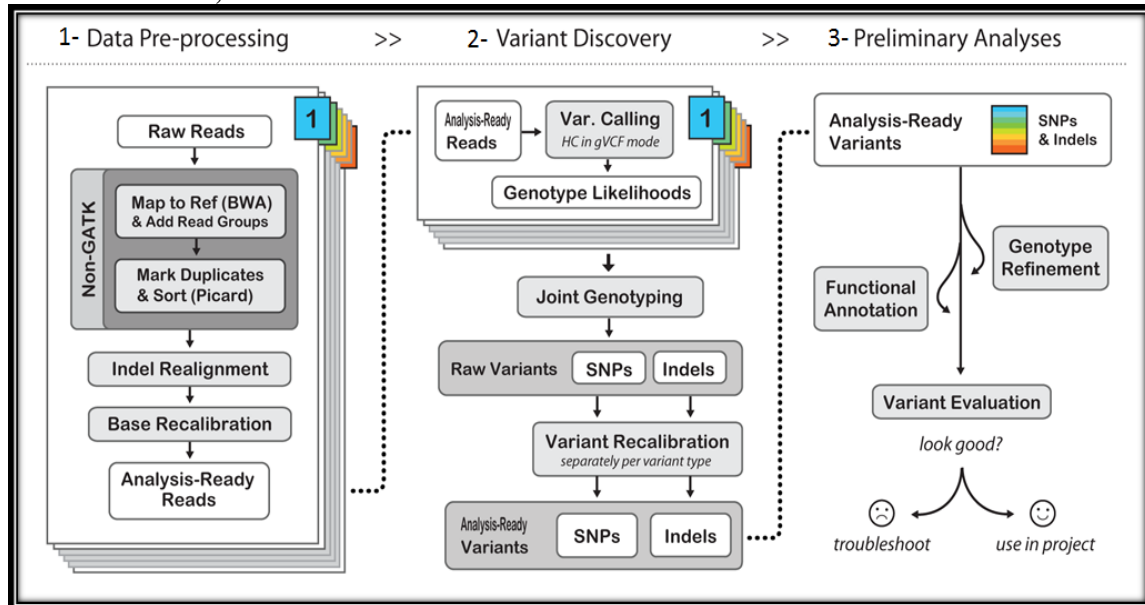 1- Data Pre-processing >> 2- Variant Discovery >> 3- Preliminary Analyses
1
Raw Reads
Non-GATK
Map to Ref (BWA)
& Add Read Groups
Mark Duplicates
& Sort (Picard)
Indel Realignment
Base Recalibration
Analysis-Ready
Reads
1
Analysis-Ready
Reads
Var. Calling
HC in gVCF mode
Genotype Likelihoods
Joint Genotyping
Raw Variants SNPs Indels
Variant Recalibration
separately per variant type
Analysis-Ready
Variants
SNPs Indels
Analysis-Ready
Variants
SNPs
& Indels
Genotype
Refinement
Functional
Annotation
Variant Evaluation
look good?
troubleshoot use in project